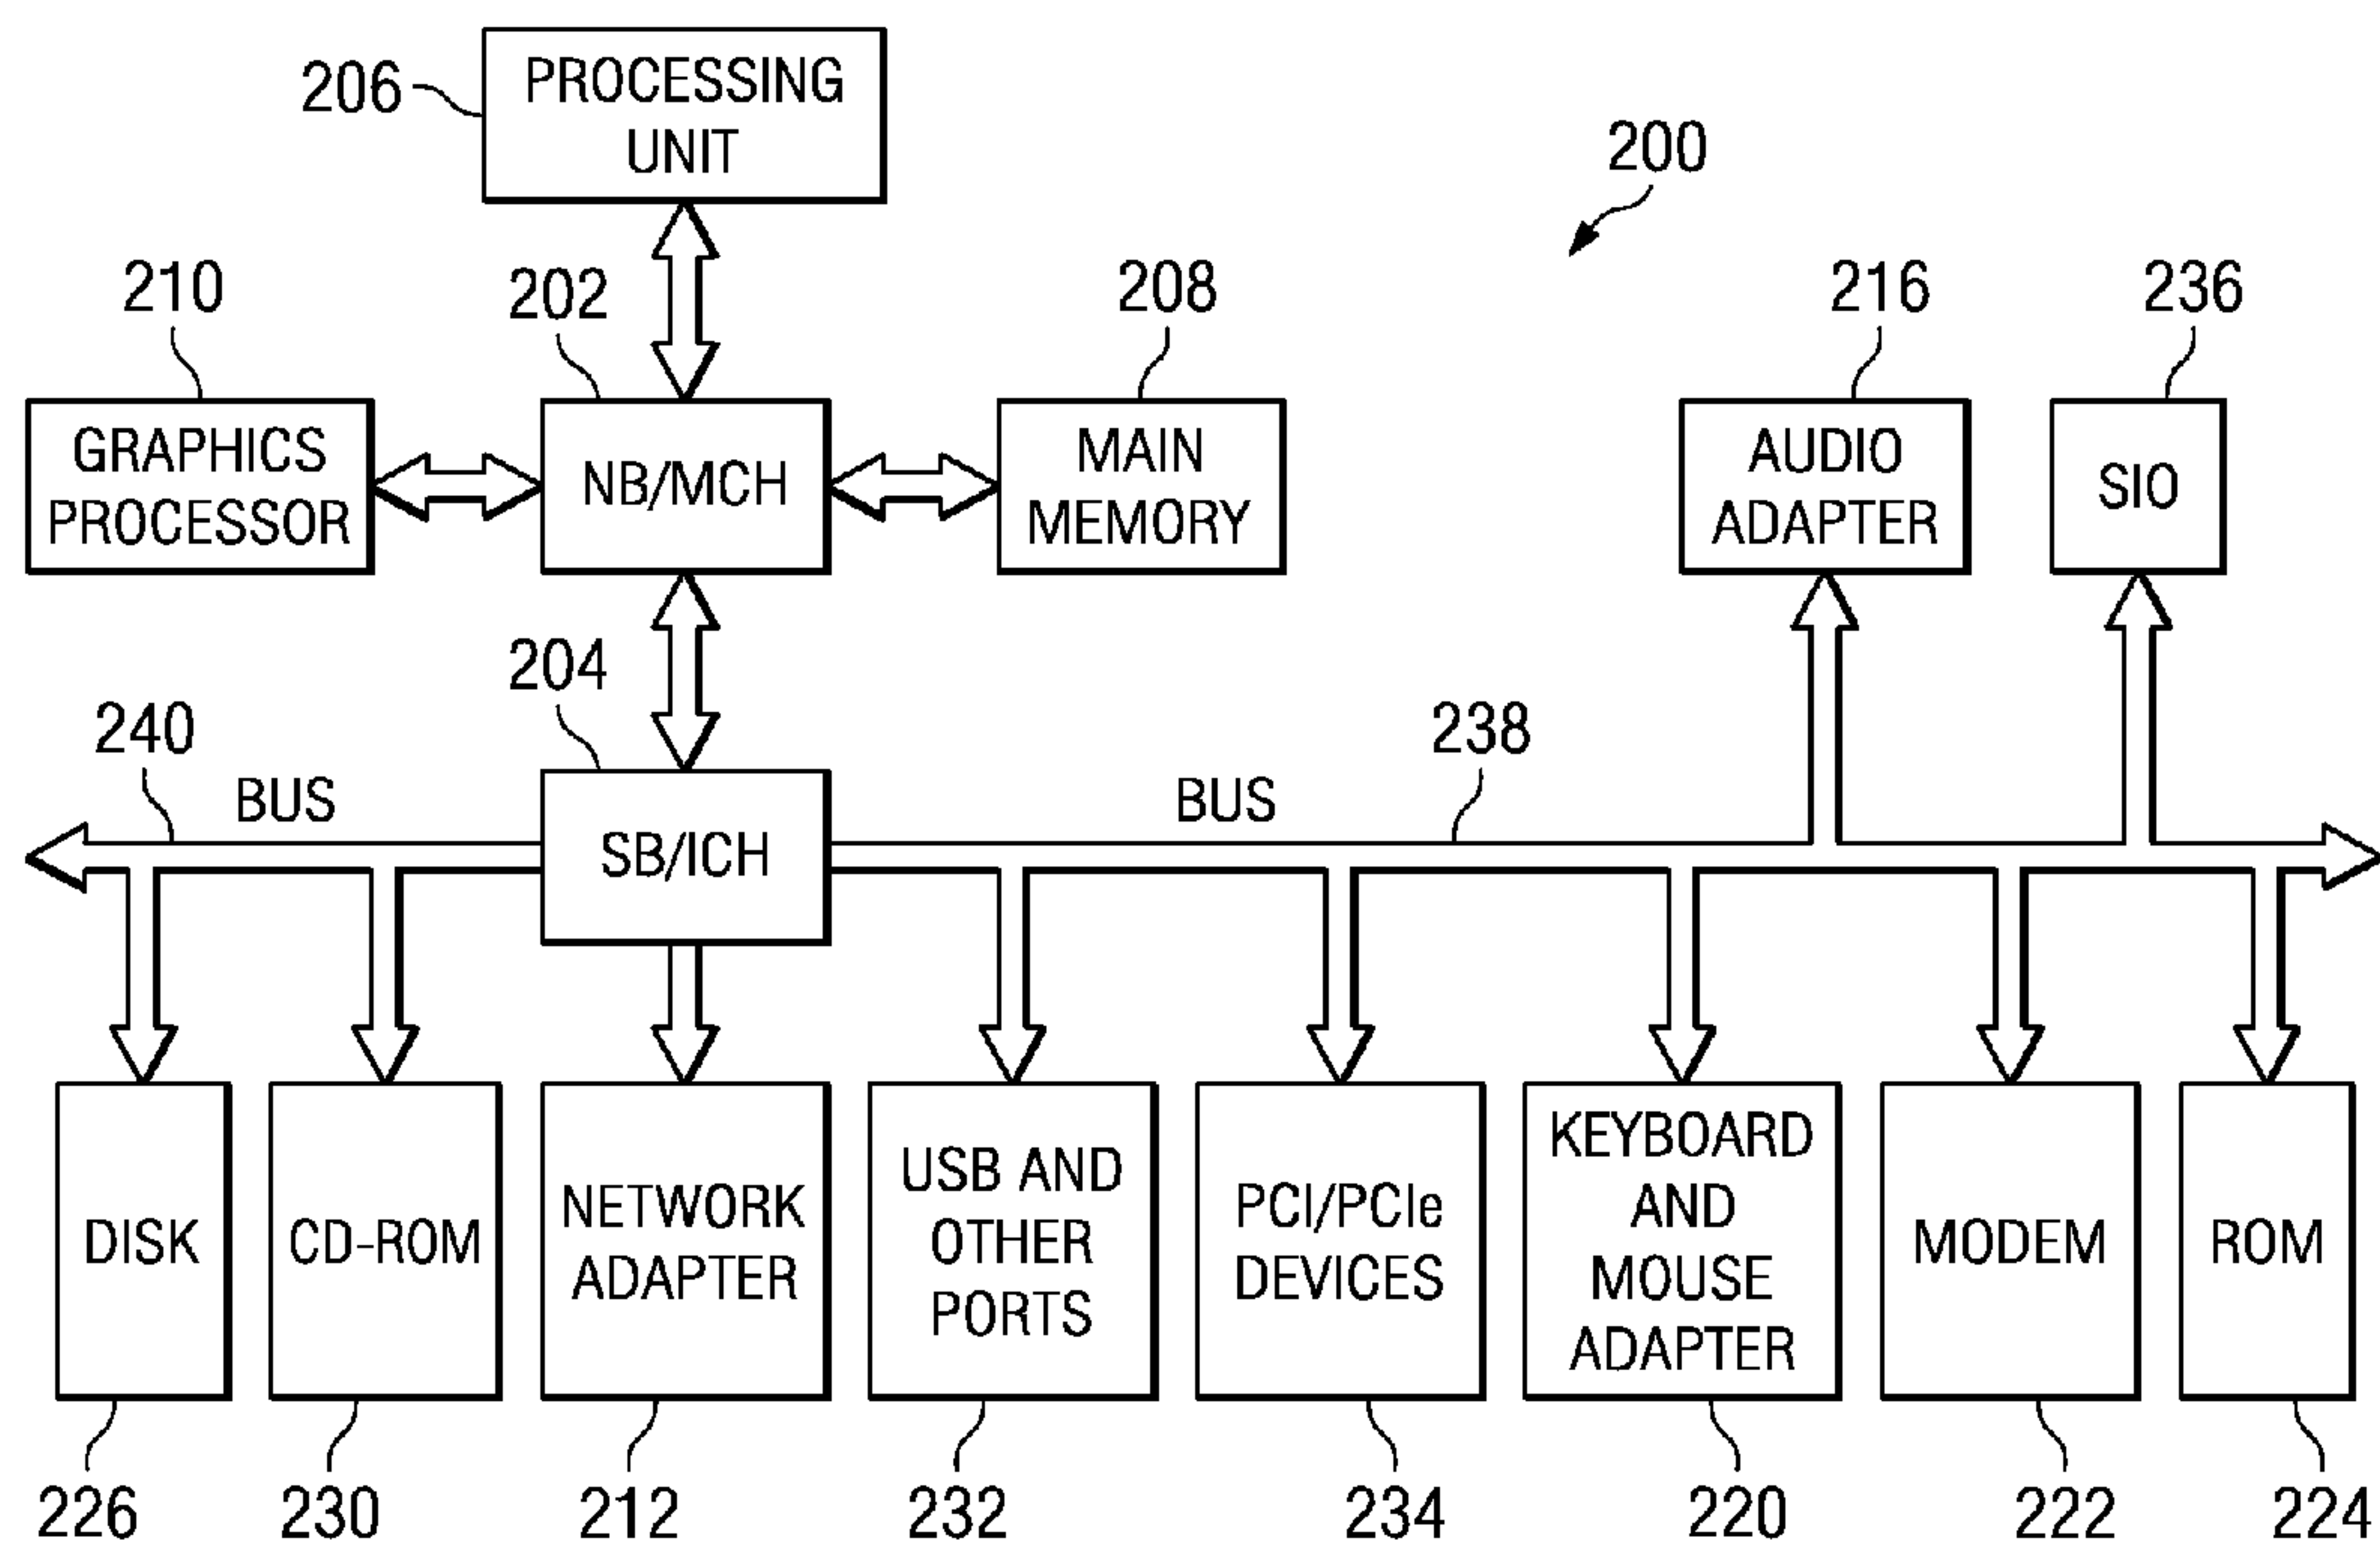 206
PROCESSING
UNIT
200
210
202
208
216
236
GRAPHICS
PROCESSOR
NB/MCH
MAIN
MEMORY
AUDIO
ADAPTER
SIO
204
240
BUS
SB/ICH
BUS
238
DISK
CD-ROM
NETWORK
ADAPTER
USB AND
OTHER
PORTS
PCI/PCIe
DEVICES
KEYBOARD
AND
MOUSE
ADAPTER
MODEM
ROM
226
230
212
232
234
220
222
224